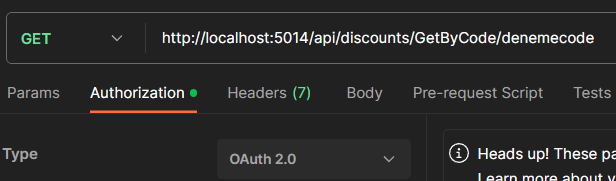 GET http://localhost:5014/api/discounts/GetByCode/denemecode
Params Authorization Headers (7) Body Pre-request Script Tests
Type OAuth 2.0 Heads up! These pa
Learn more about v